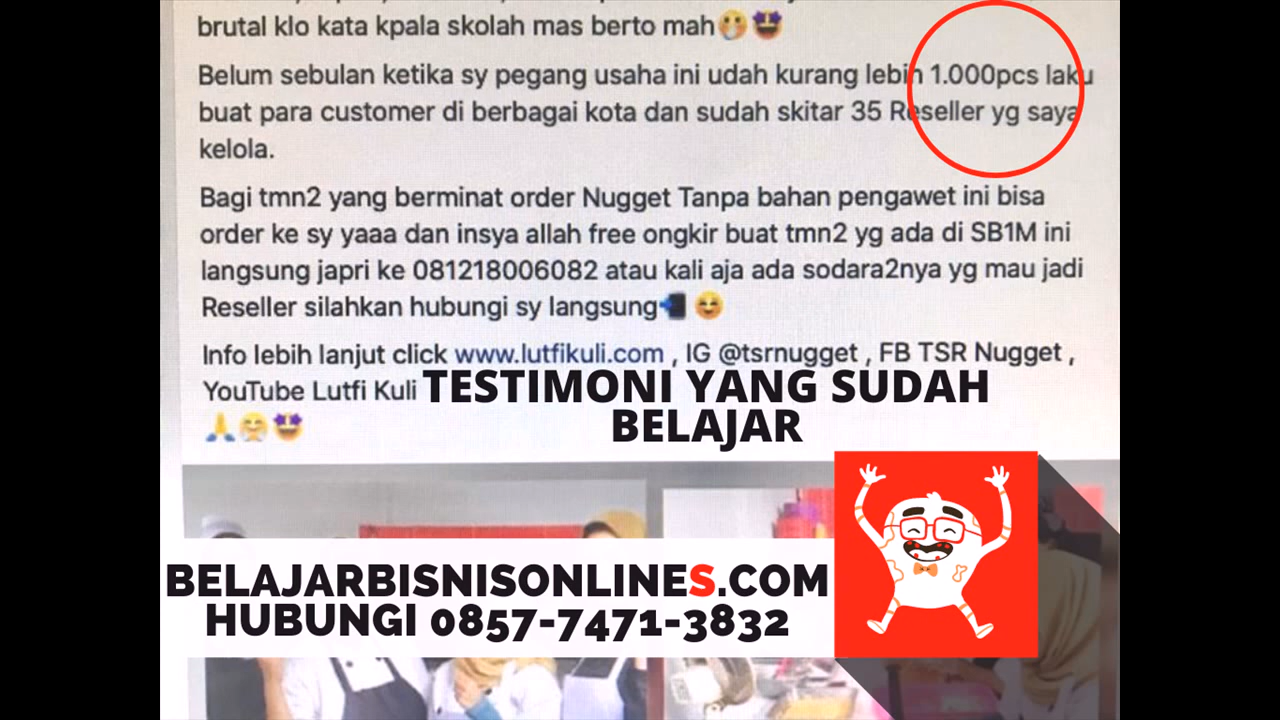 brutal klo kata kpala skolah mas berto mah🤭🤩
Belum sebulan ketika sy pegang usaha ini udah kurang lebih 1.000pcs laku
buat para customer di berbagai kota dan sudah skitar 35 Reseller yg saya
kelola.
Bagi tmn2 yang berminat order Nugget Tanpa bahan pengawet ini bisa
order ke sy yaaa dan insya allah free ongkir buat tmn2 yg ada di SB1M ini
langsung japri ke 081218006082 atau kali aja ada sodara2nya yg mau jadi
Reseller silahkan hubungi sy langsung📲 😊
Info lebih lanjut click www.lutfikuli.com , IG @tsrnugget , FB TSR Nugget ,
YouTube Lutfi Kuli
🙏🤗🤩
TESTIMONI YANG SUDAH
BELAJAR
BELAJARBISNISONLINES.COM
HUBUNGI 0857-7471-3832